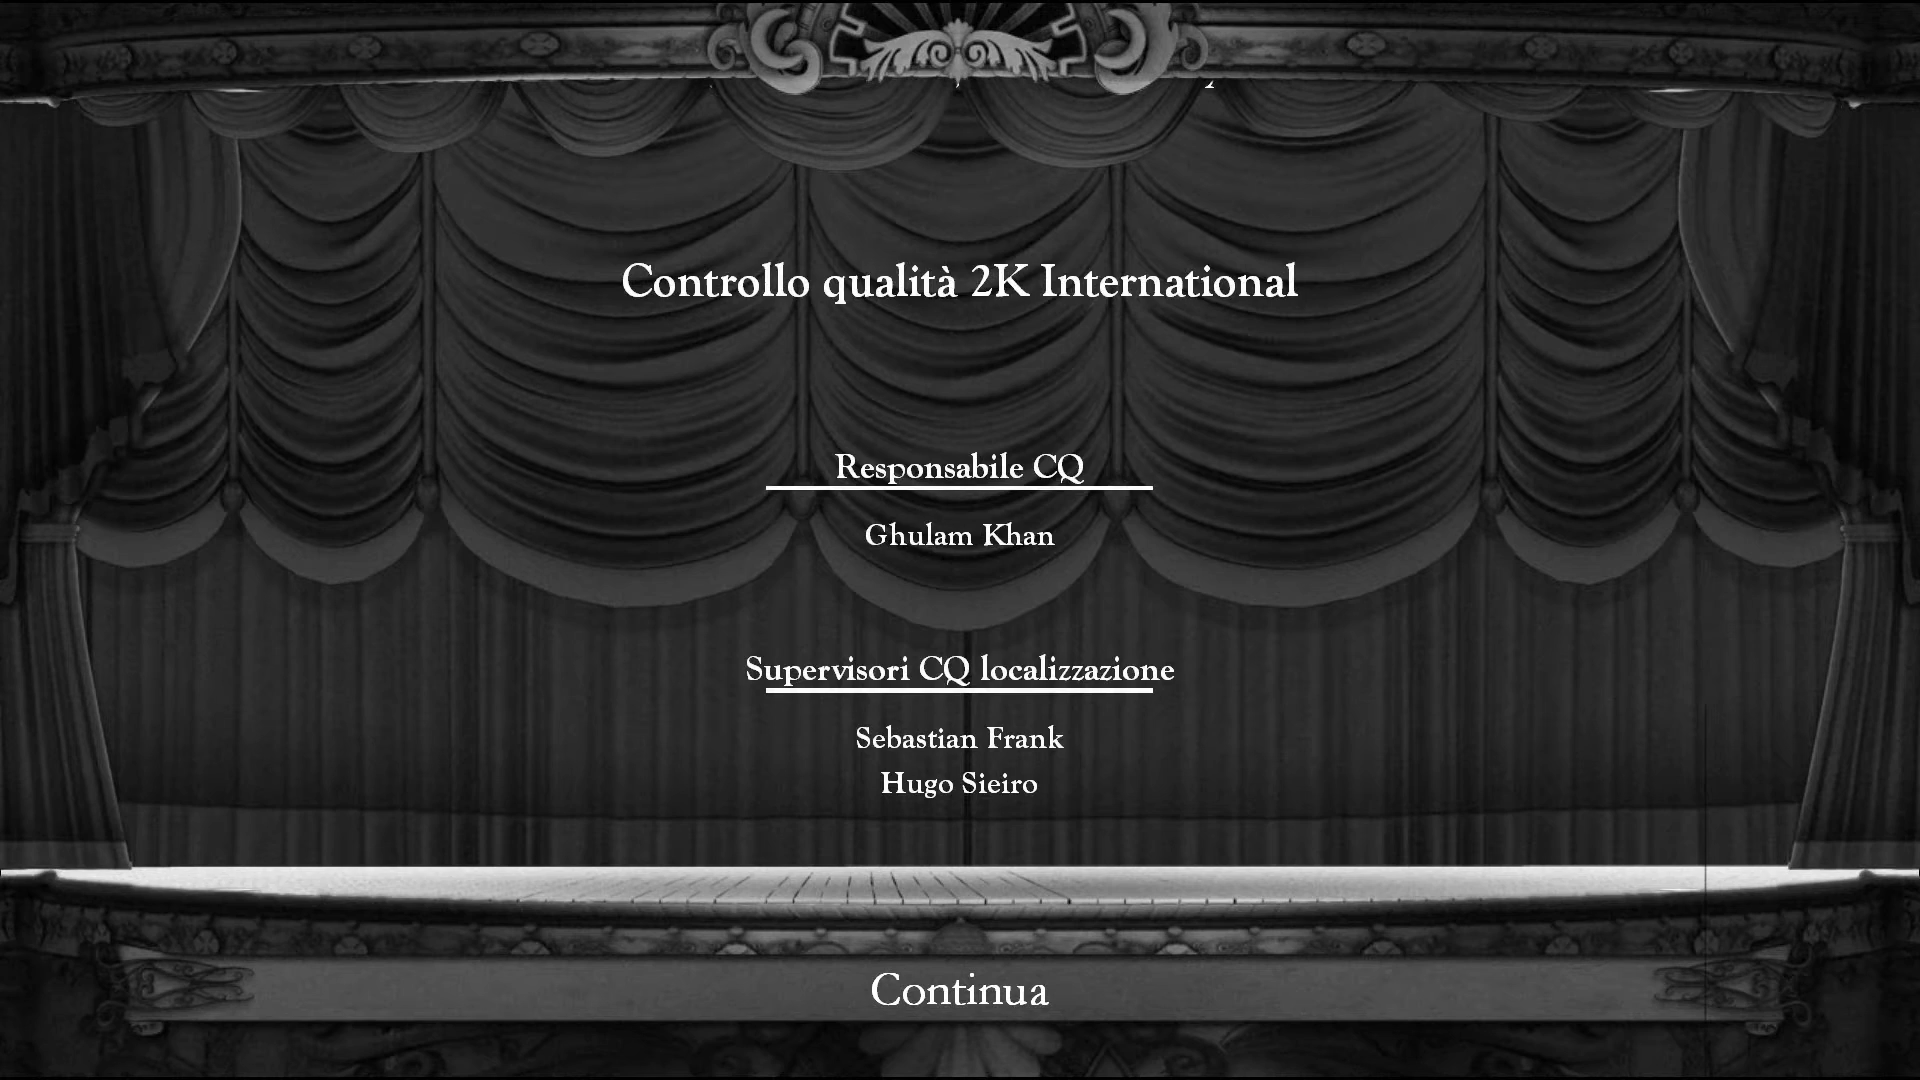 Controllo qualità 2K International
Responsabile CQ
Ghulam Khan
Supervisori CQ localizzazione
Sebastian Frank
Hugo Sieiro
Continua